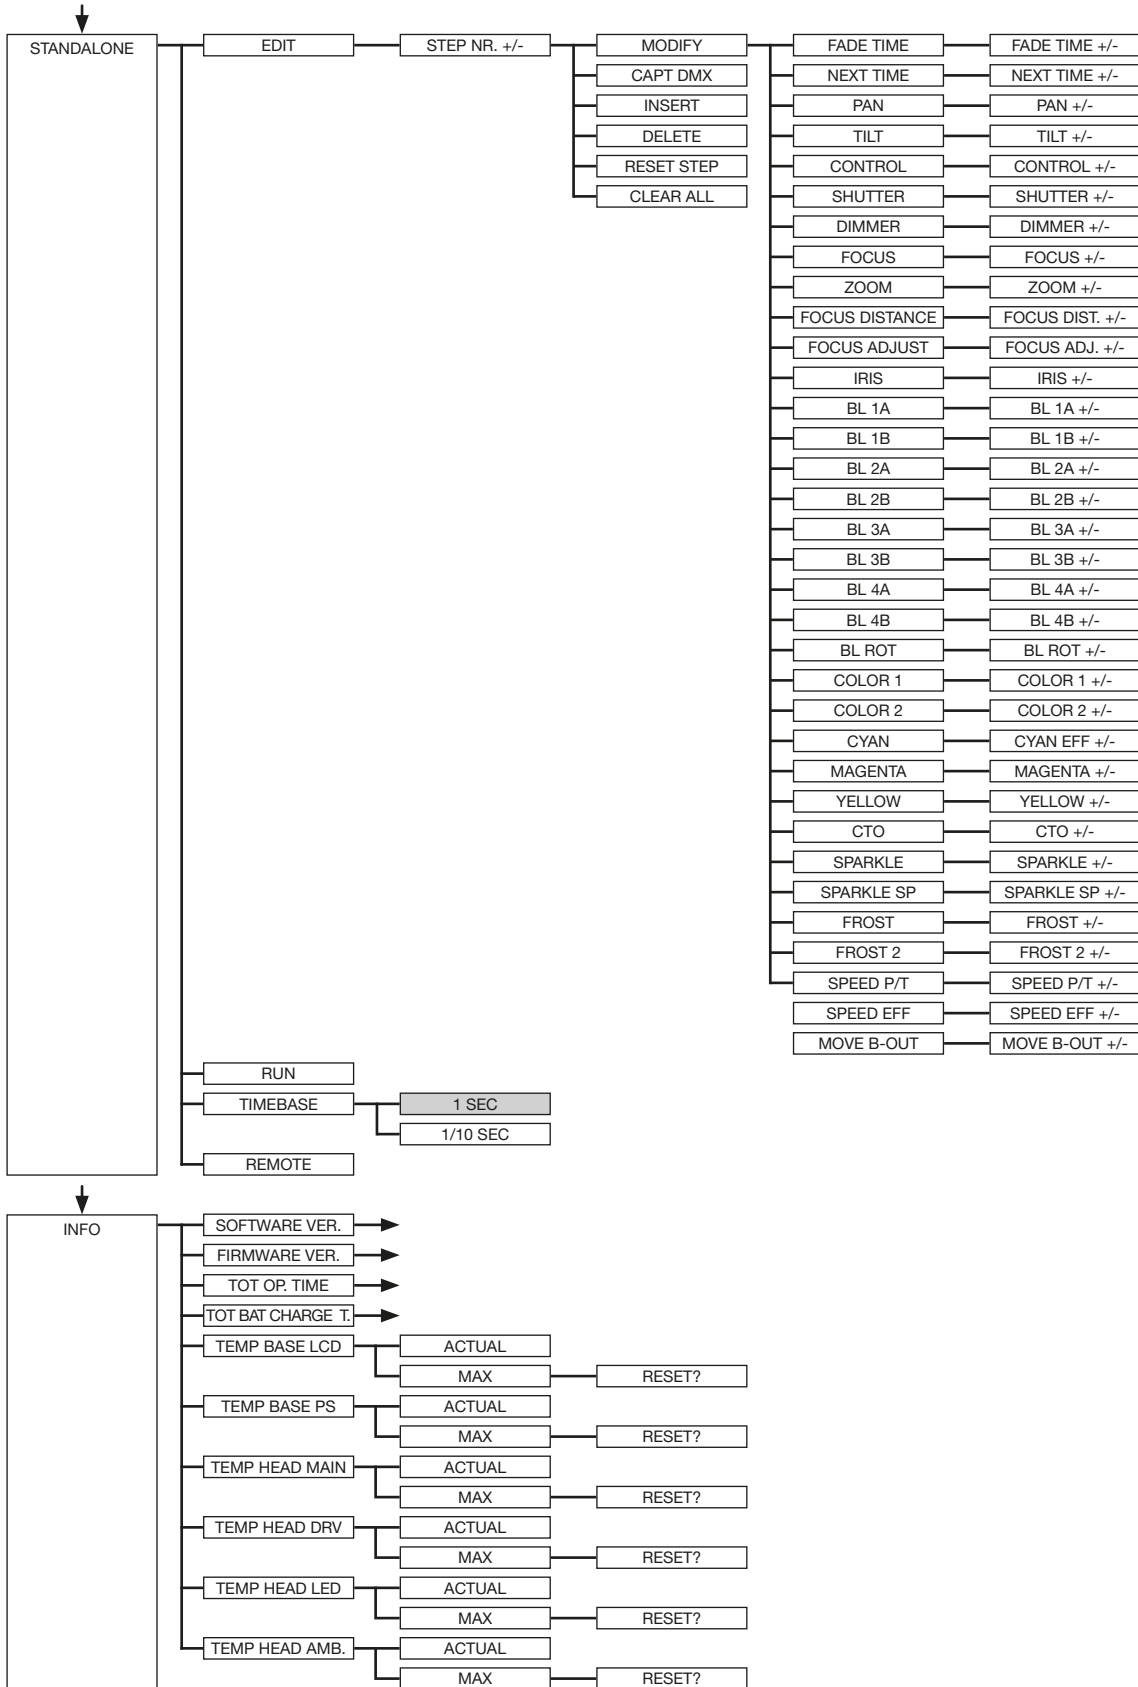 STANDALONE EDIT STEP NR. +/- MODIFY FADE TIME FADE TIME +/-
CAPT DMX NEXT TIME NEXT TIME +/-
INSERT PAN PAN +/-
DELETE TILT TILT +/-
RESET STEP CONTROL CONTROL +/-
CLEAR ALL SHUTTER SHUTTER +/-
DIMMER DIMMER +/-
FOCUS FOCUS +/-
ZOOM ZOOM +/-
FOCUS DISTANCE FOCUS DIST. +/-
FOCUS ADJUST FOCUS ADJ. +/-
IRIS IRIS +/-
BL 1A BL 1A +/-
BL 1B BL 1B +/-
BL 2A BL 2A +/-
BL 2B BL 2B +/-
BL 3A BL 3A +/-
BL 3B BL 3B +/-
BL 4A BL 4A +/-
BL 4B BL 4B +/-
BL ROT BL ROT +/-
COLOR 1 COLOR 1 +/-
COLOR 2 COLOR 2 +/-
CYAN CYAN EFF +/-
MAGENTA MAGENTA +/-
YELLOW YELLOW +/-
CTO CTO +/-
SPARKLE SPARKLE +/-
SPARKLE SP SPARKLE SP +/-
FROST FROST +/-
FROST 2 FROST 2 +/-
SPEED P/T SPEED P/T +/-
SPEED EFF SPEED EFF +/-
MOVE B-OUT MOVE B-OUT +/-
RUN
TIMEBASE 1 SEC
1/10 SEC
REMOTE
INFO SOFTWARE VER.
FIRMWARE VER.
TOT OP. TIME
TOT BAT CHARGE T.
TEMP BASE LCD ACTUAL
MAX RESET?
TEMP BASE PS ACTUAL
MAX RESET?
TEMP HEAD MAIN ACTUAL
MAX RESET?
TEMP HEAD DRV ACTUAL
MAX RESET?
TEMP HEAD LED ACTUAL
MAX RESET?
TEMP HEAD AMB. ACTUAL
MAX RESET?